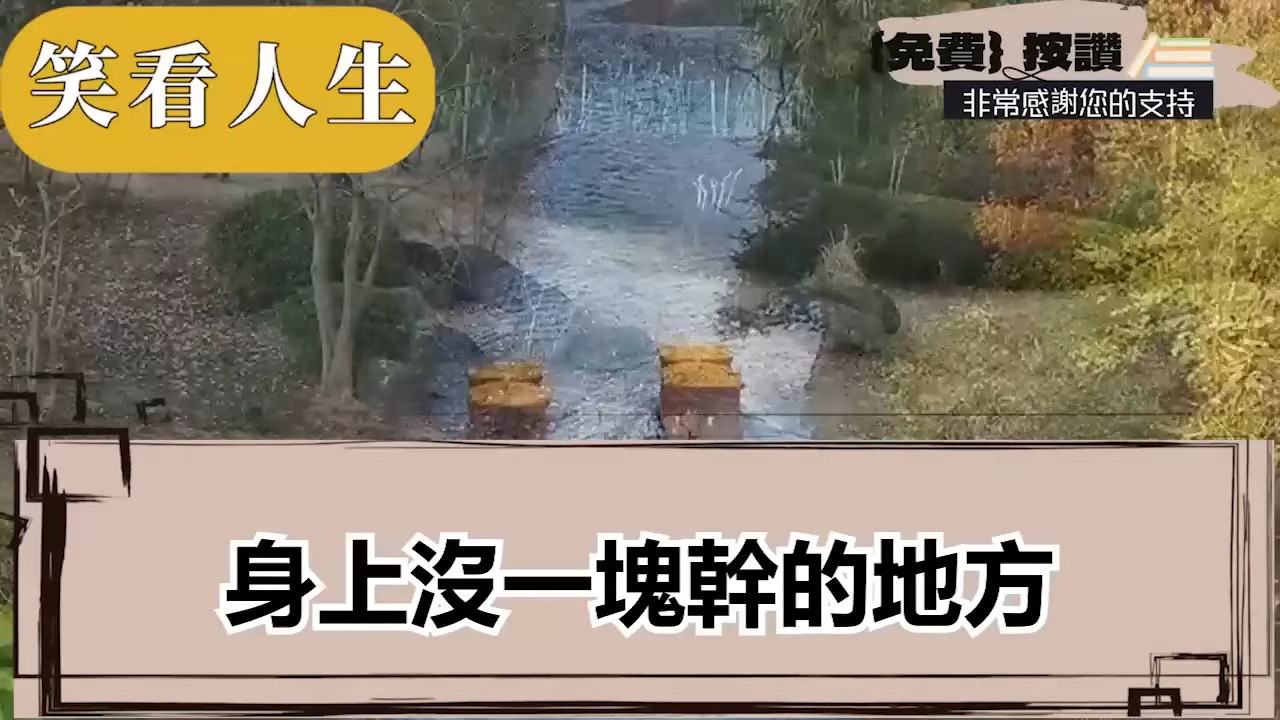 笑看人生
{免費} 按讚
非常感謝您的支持
身上沒一塊幹的地方